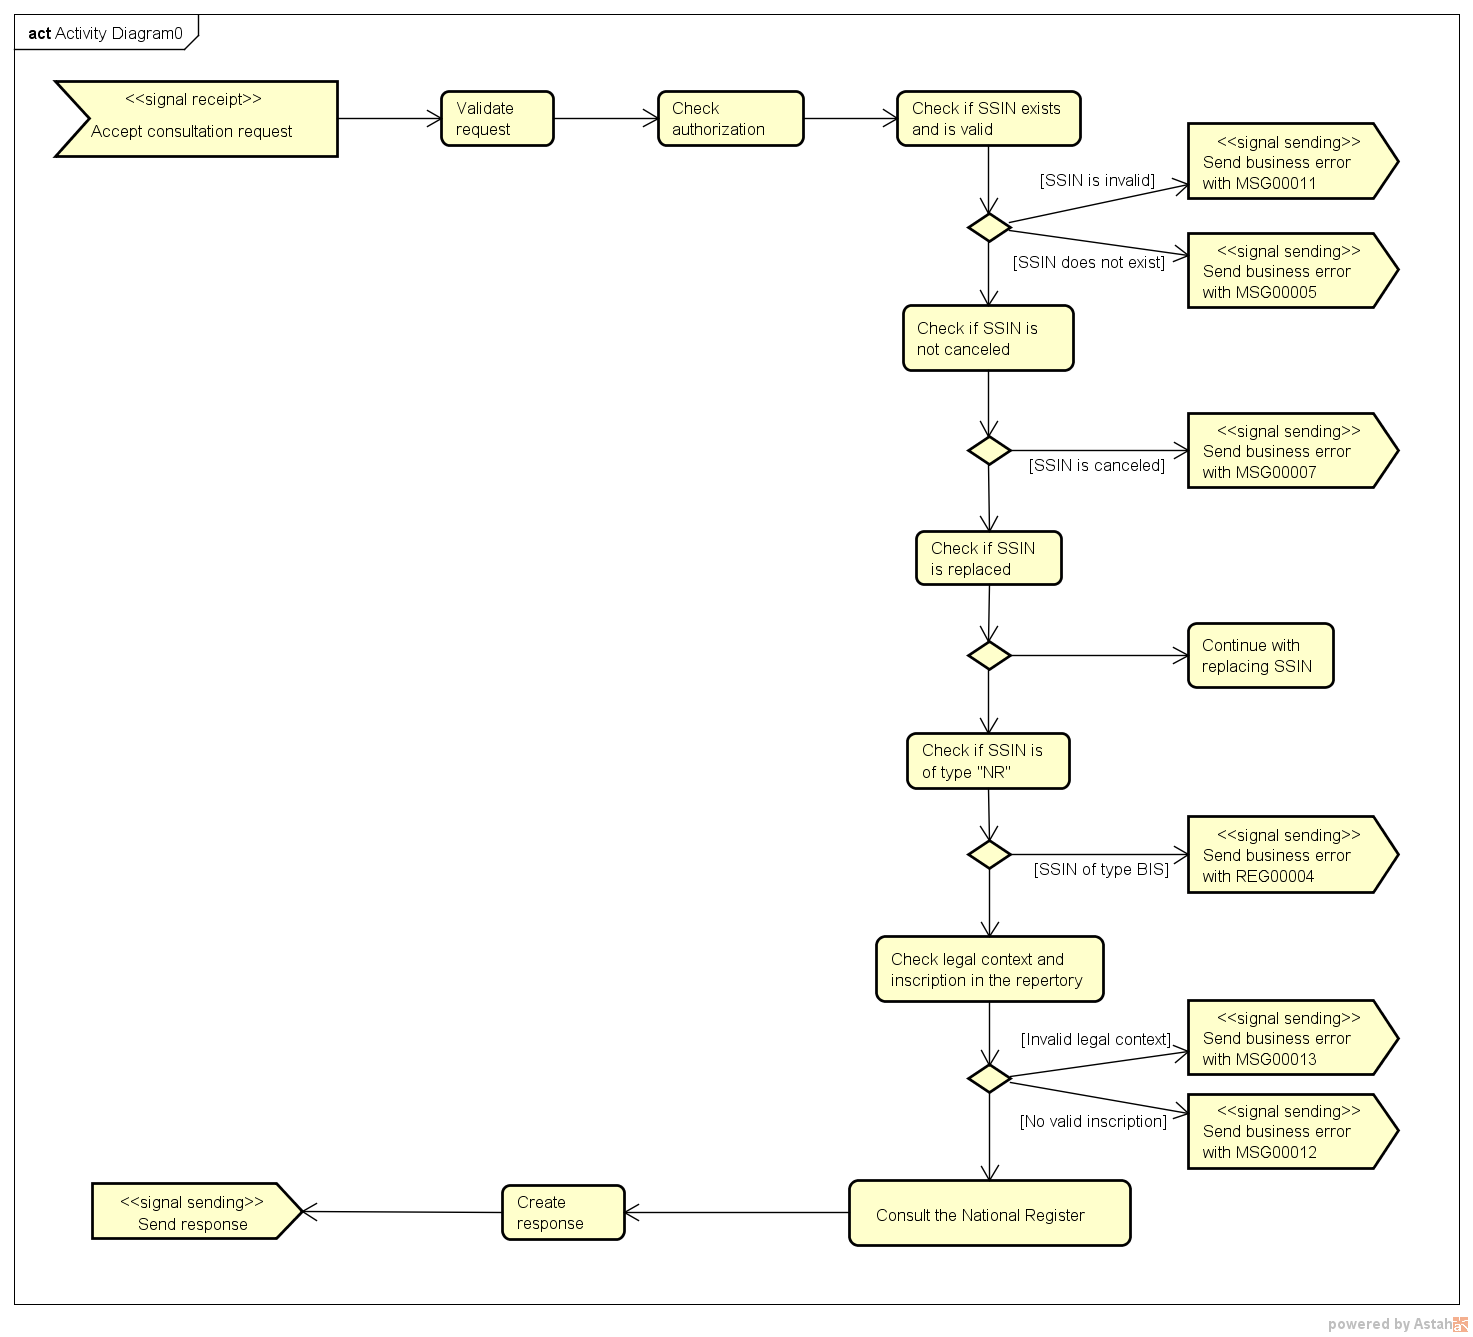 act Activity Diagram0
<<signal receipt>>
Accept consultation request
Validate
request
Check
authorization
Check if SSIN exists
and is valid
<<signal sending>>
Send business error
with MSG00011
[SSIN is invalid]
<<signal sending>>
Send business error
with MSG00005
[SSIN does not exist]
Check if SSIN is
not canceled
<<signal sending>>
Send business error
with MSG00007
[SSIN is canceled]
Check if SSIN
is replaced
Continue with
replacing SSIN
Check if SSIN is
of type "NR"
<<signal sending>>
Send business error
with REG00004
[SSIN of type BIS]
Check legal context and
inscription in the repertory
<<signal sending>>
Send business error
with MSG00013
[Invalid legal context]
<<signal sending>>
Send business error
with MSG00012
[No valid inscription]
<<signal sending>>
Send response
Create
response
Consult the National Register
powered by Astah